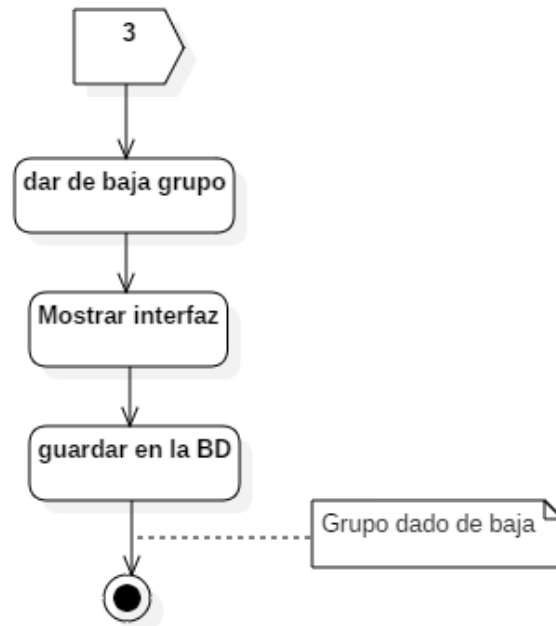 3
dar de baja grupo
Mostrar interfaz
guardar en la BD
Grupo dado de baja